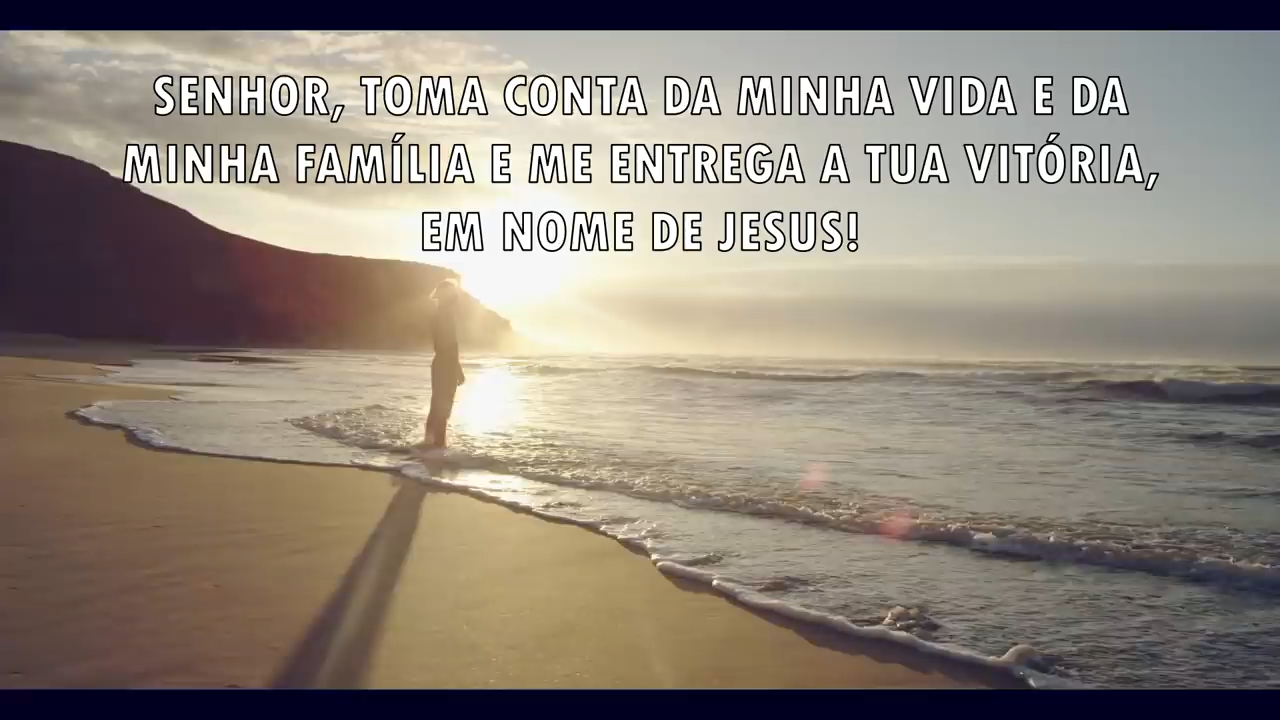 SENHOR, TOMA CONTA DA MINHA VIDA E DA
MINHA FAMÍLIA E ME ENTREGA A TUA VITÓRIA,
EM NOME DE JESUS!